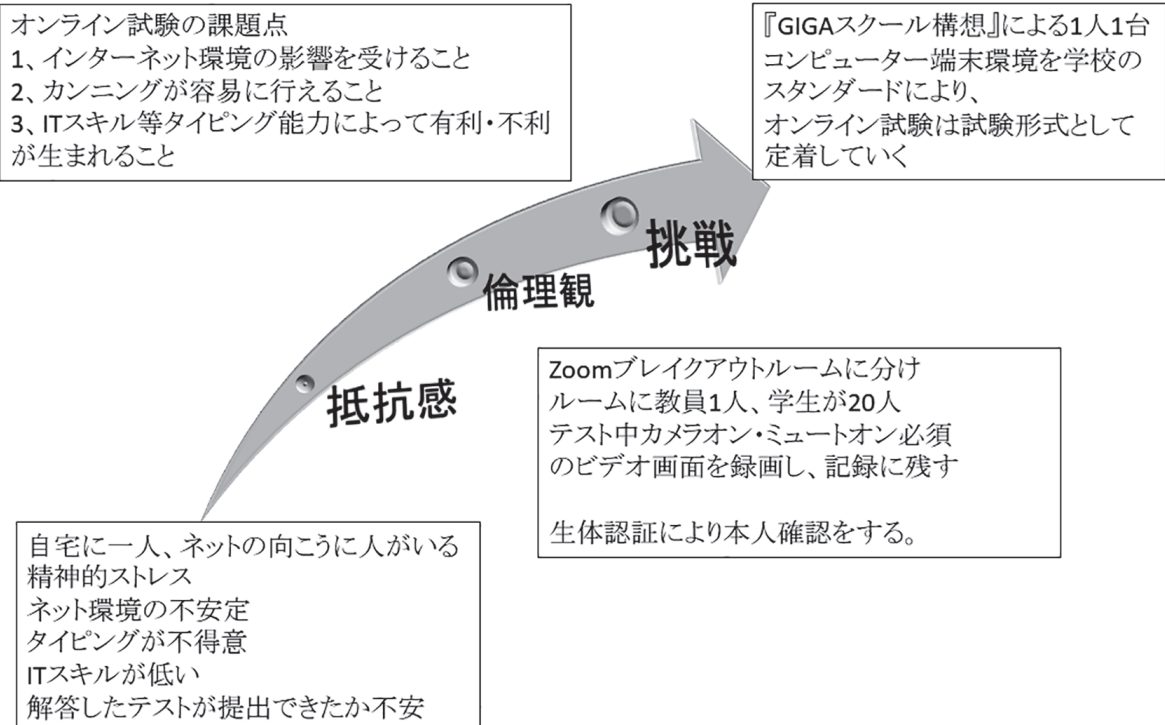 オンライン試験の課題点
1、インターネット環境の影響を受けること
2、カンニングが容易に行えること
3、ITスキル等タイピング能力によって有利・不利
が生まれること
『GIGAスクール構想』による1人1台
コンピューター端末環境を学校の
スタンダードにより、
オンライン試験は試験形式として
定着していく
挑戦
倫理観
抵抗感
Zoomブレイクアウトルームに分け
ルームに教員1人、学生が20人
テスト中カメラオン・ミュートオン必須
のビデオ画面を録画し、記録に残す
生体認証により本人確認をする。
自宅に一人、ネットの向こうに人がいる
精神的ストレス
ネット環境の不安定
タイピングが不得意
ITスキルが低い
解答したテストが提出できたか不安